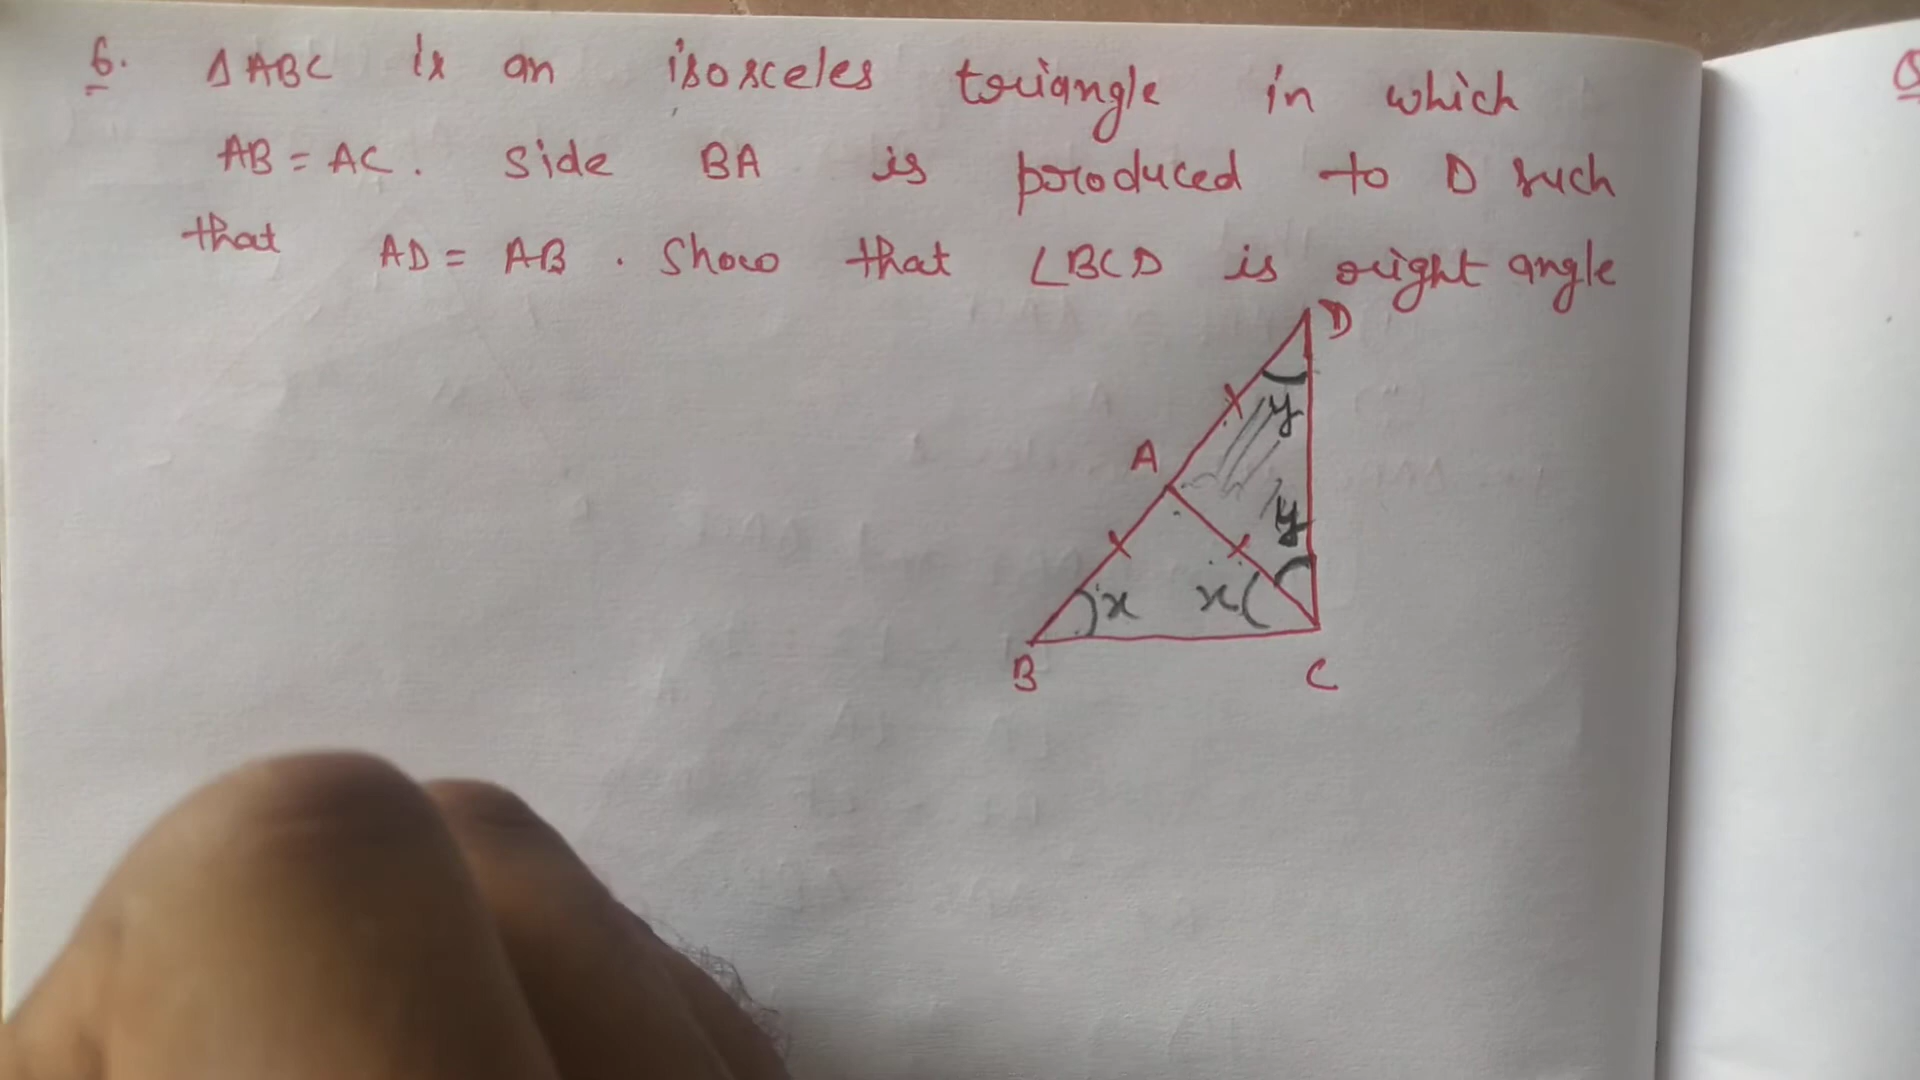 6. ΔABC is an isosceles triangle in which
AB = AC. Side BA is produced to D such
that AD = AB. Show that ∠BCD is right angle
D
y
A
y
x x
B C